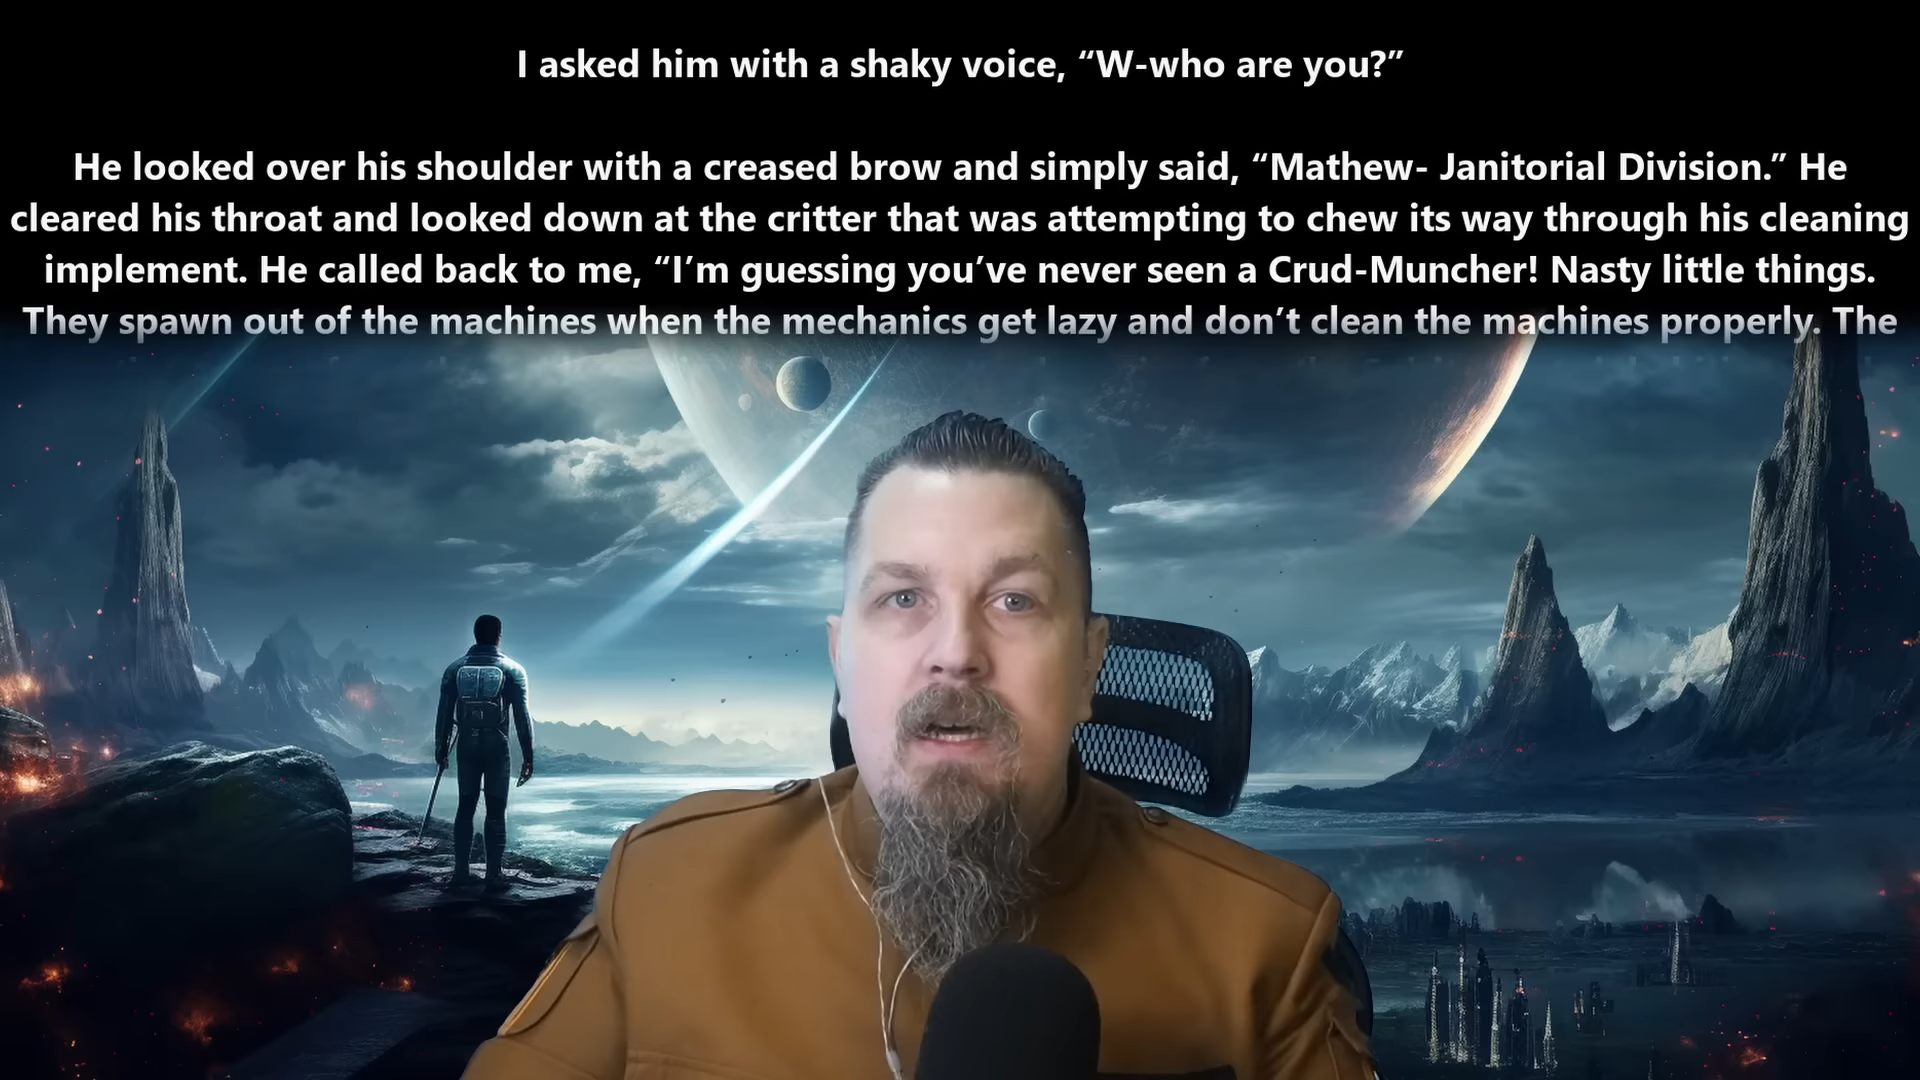 I asked him with a shaky voice, “W-who are you?”
He looked over his shoulder with a creased brow and simply said, “Mathew- Janitorial Division.” He
cleared his throat and looked down at the critter that was attempting to chew its way through his cleaning
implement. He called back to me, “I’m guessing you’ve never seen a Crud-Muncher! Nasty little things.
They spawn out of the machines when the mechanics get lazy and don’t clean the machines properly. The